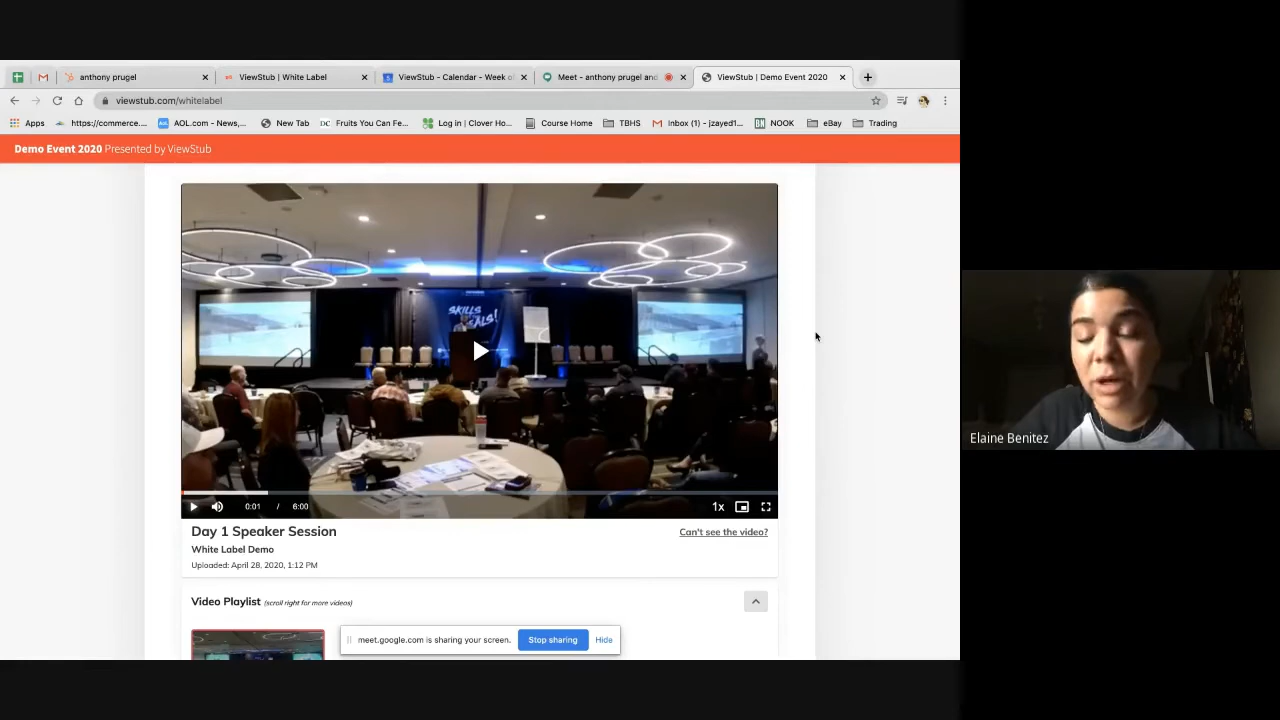 anthony prugel
ViewStub | White Label
ViewStub - Calendar - Week o
Meet - anthony prugel and
ViewStub | Demo Event 2020
viewstub.com/whitelabel
Apps
https://commerce....
AOL.com - News,...
New Tab
DC Fruits You Can Fe...
Log in | Clover Ho...
Course Home
TBHS
Inbox (1) - jzayed1...
BN NOOK
eBay
Trading
Demo Event 2020 Presented by ViewStub
SKILLS
0:01 / 6:00
1x
Day 1 Speaker Session
Can't see the video?
White Label Demo
Uploaded: April 28, 2020, 1:12 PM
Video Playlist (scroll right for more videos)
meet.google.com is sharing your screen.
Stop sharing
Hide
Elaine Benitez